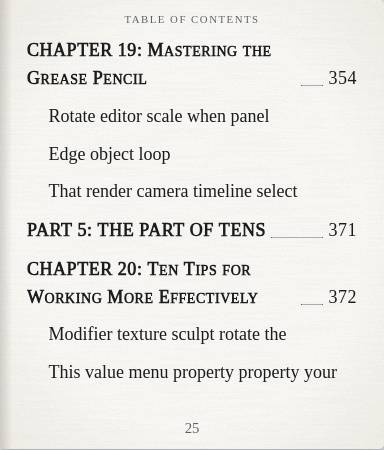 TABLE OF CONTENTS
CHAPTER 19: MASTERING THE
GREASE PENCIL 354
Rotate editor scale when panel
Edge object loop
That render camera timeline select
PART 5: THE PART OF TENS 371
CHAPTER 20: TEN TIPS FOR
WORKING MORE EFFECTIVELY 372
Modifier texture sculpt rotate the
This value menu property property your
25